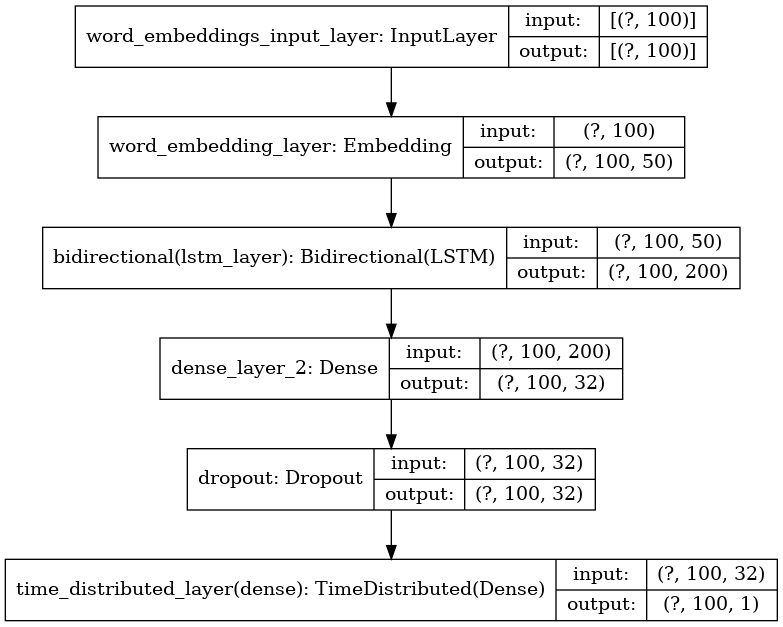 word_embeddings_input_layer: InputLayer input: [(?, 100)]
output: [(?, 100)]
word_embedding_layer: Embedding input: (?, 100)
output: (?, 100, 50)
bidirectional(lstm_layer): Bidirectional(LSTM) input: (?, 100, 50)
output: (?, 100, 200)
dense_layer_2: Dense input: (?, 100, 200)
output: (?, 100, 32)
dropout: Dropout input: (?, 100, 32)
output: (?, 100, 32)
time_distributed_layer(dense): TimeDistributed(Dense) input: (?, 100, 32)
output: (?, 100, 1)